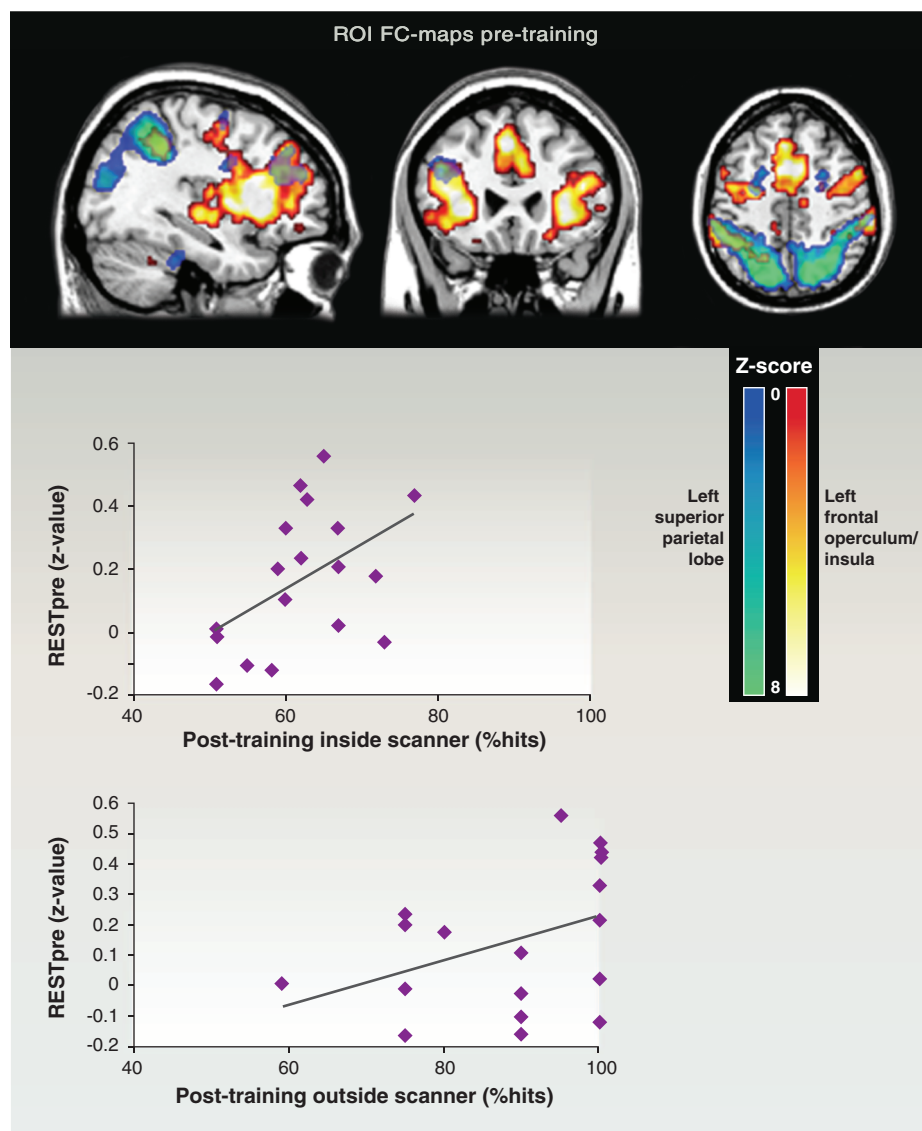 ROI FC-maps pre-training
Z-score
0
8
Left
superior
parietal
lobe
Left
frontal
operculum/
insula
RESTpre (z-value)
0.6
0.4
0.2
0
-0.2
40 60 80 100
Post-training inside scanner (%hits)
RESTpre (z-value)
0.6
0.5
0.4
0.3
0.2
0.1
0
-0.1
-0.2
40 60 80 100
Post-training outside scanner (%hits)